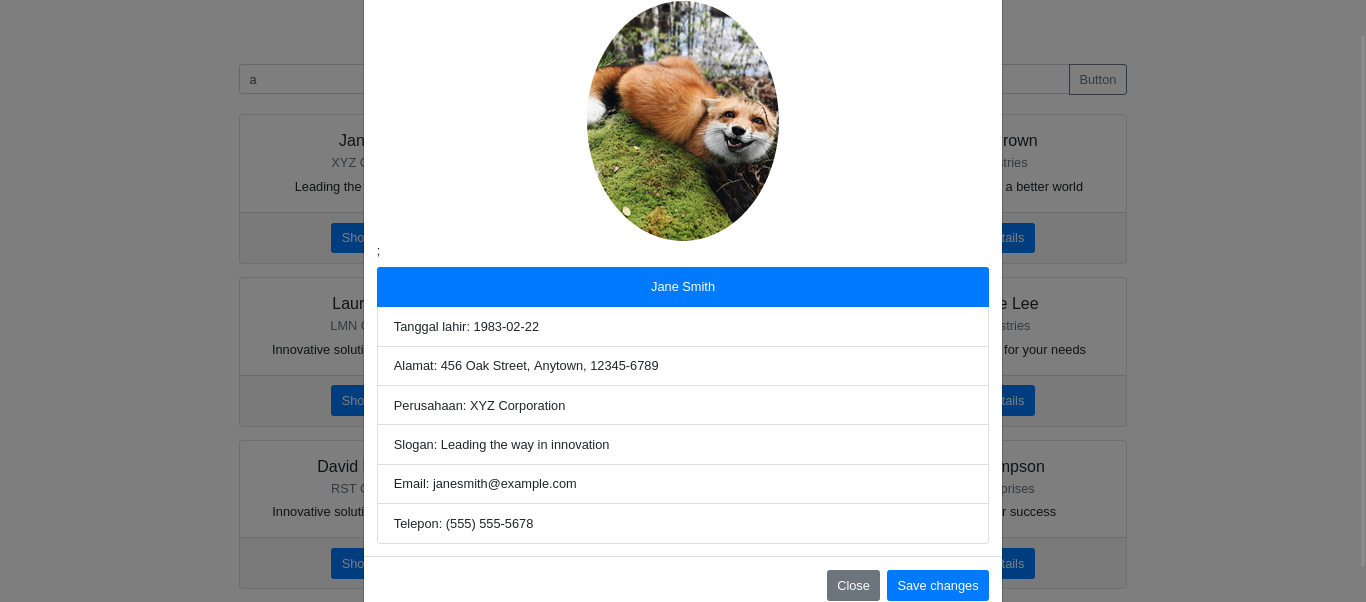 a
Button
Jan
rown
XYZ C
stries
Leading the
a better world
Sho
tails
;
Jane Smith
Tanggal lahir: 1983-02-22
Alamat: 456 Oak Street, Anytown, 12345-6789
Perusahaan: XYZ Corporation
Slogan: Leading the way in innovation
Email: janesmith@example.com
Telepon: (555) 555-5678
Laur
e Lee
LMN C
stries
Innovative soluti
for your needs
Sho
tails
David
mpson
RST C
prises
Innovative soluti
r success
Sho
tails
Close
Save changes